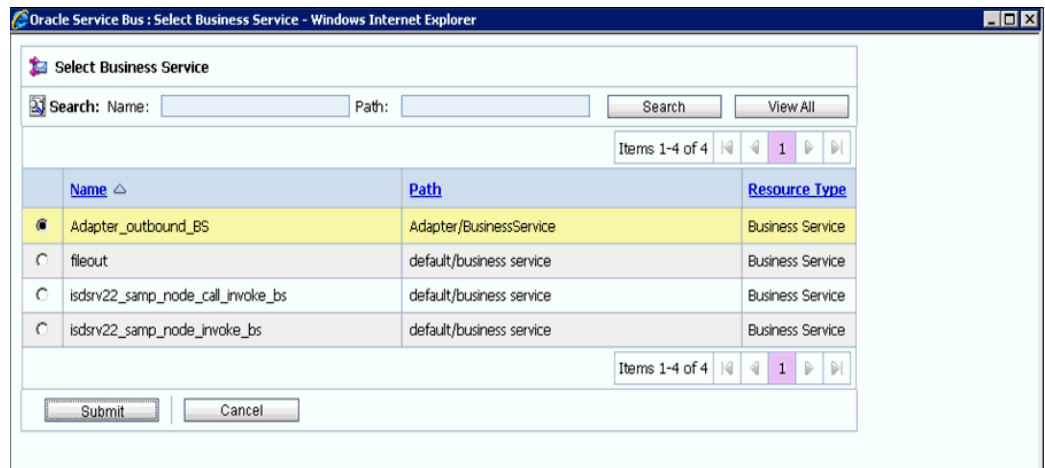 Oracle Service Bus : Select Business Service - Windows Internet Explorer
Select Business Service
Search: Name: Path: Search View All
Items 1-4 of 4 1
Name Path Resource Type
Adapter_outbound_BS Adapter/BusinessService Business Service
fileout default/business service Business Service
isdsrv22_samp_node_call_invoke_bs default/business service Business Service
isdsrv22_samp_node_invoke_bs default/business service Business Service
Items 1-4 of 4 1
Submit Cancel